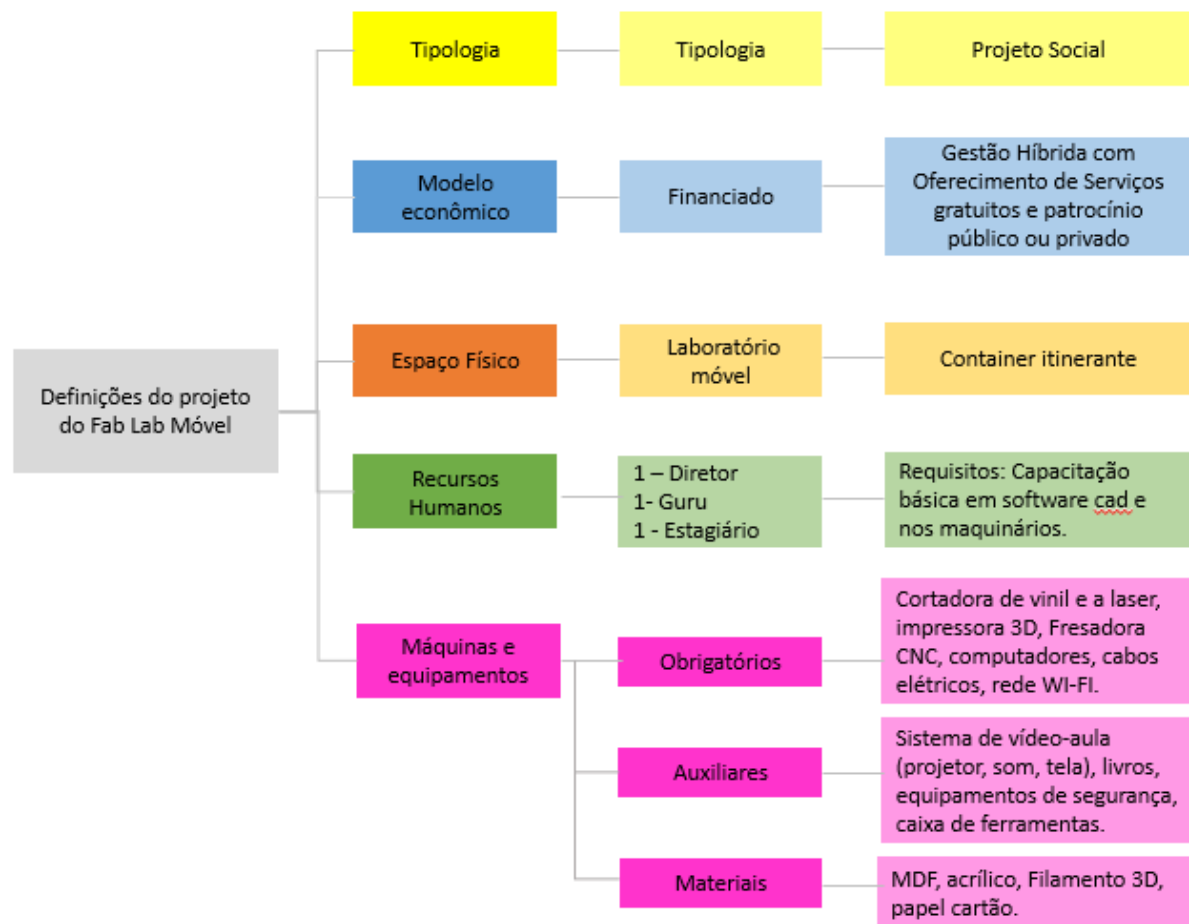 Tipologia
Tipologia
Projeto Social
Modelo
econômico
Financiado
Gestão Híbrida com
Oferecimento de Serviços
gratuitos e patrocínio
público ou privado
Espaço Físico
Laboratório
móvel
Container itinerante
Definições do projeto
do Fab Lab Móvel
Recursos
Humanos
1 – Diretor
1- Guru
1 - Estagiário
Requisitos: Capacitação
básica em software cad e
nos maquinários.
Máquinas e
equipamentos
Obrigatórios
Cortadora de vinil e a laser,
impressora 3D, Fresadora
CNC, computadores, cabos
elétricos, rede WI-FI.
Auxiliares
Sistema de vídeo-aula
(projetor, som, tela), livros,
equipamentos de segurança,
caixa de ferramentas.
Materiais
MDF, acrílico, Filamento 3D,
papel cartão.